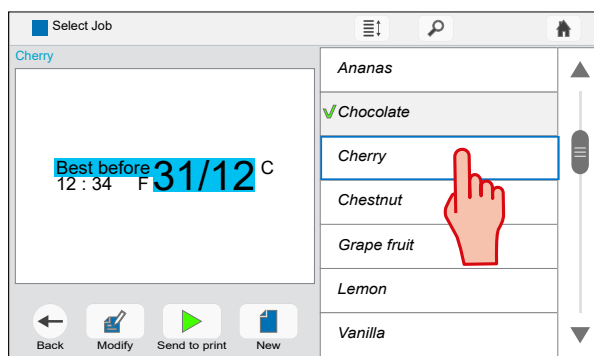 Select Job
Cherry
Best before 31/12 C
12 : 34 F
Ananas
Chocolate
Cherry
Chestnut
Grape fruit
Lemon
Vanilla
Back
Modify
Send to print
New